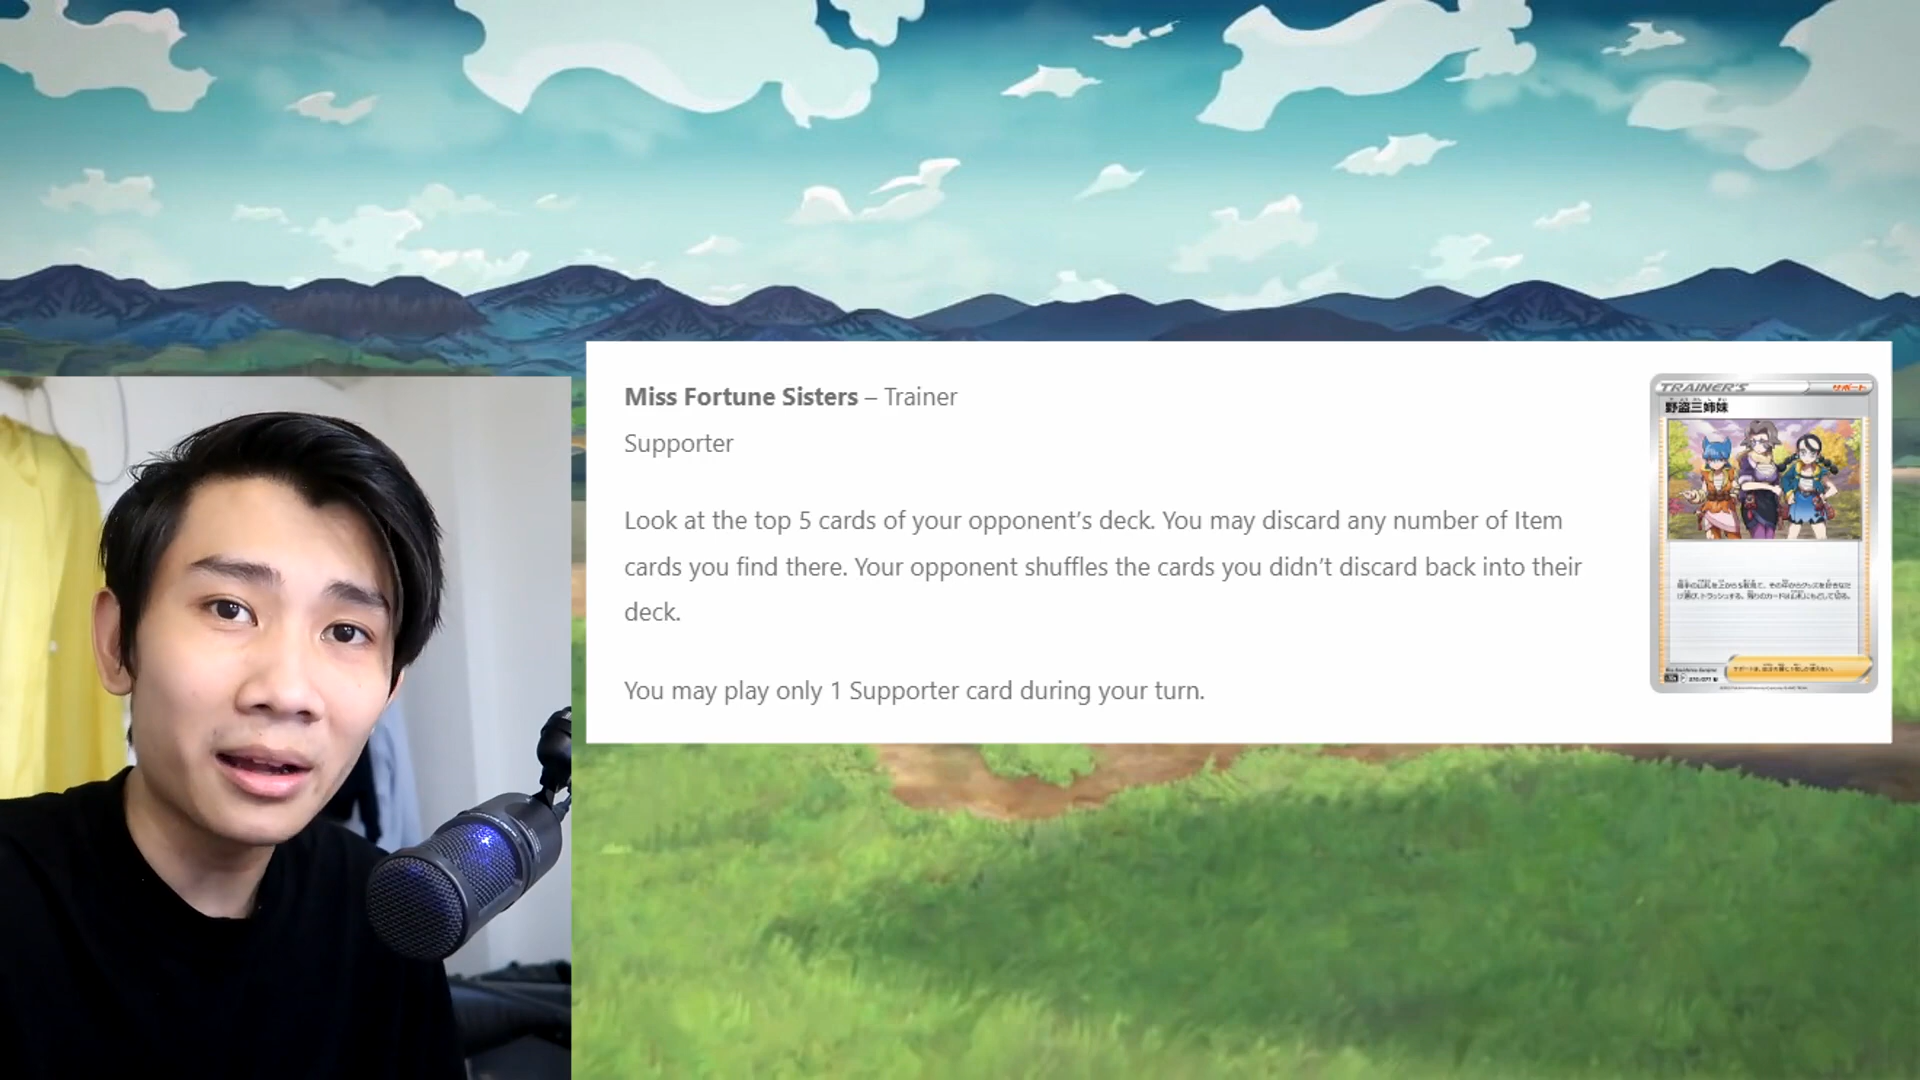 Miss Fortune Sisters – Trainer
Supporter
Look at the top 5 cards of your opponent’s deck. You may discard any number of Item
cards you find there. Your opponent shuffles the cards you didn’t discard back into their
deck.
You may play only 1 Supporter card during your turn.
TRAINER'S
サポート
野盗三姉妹